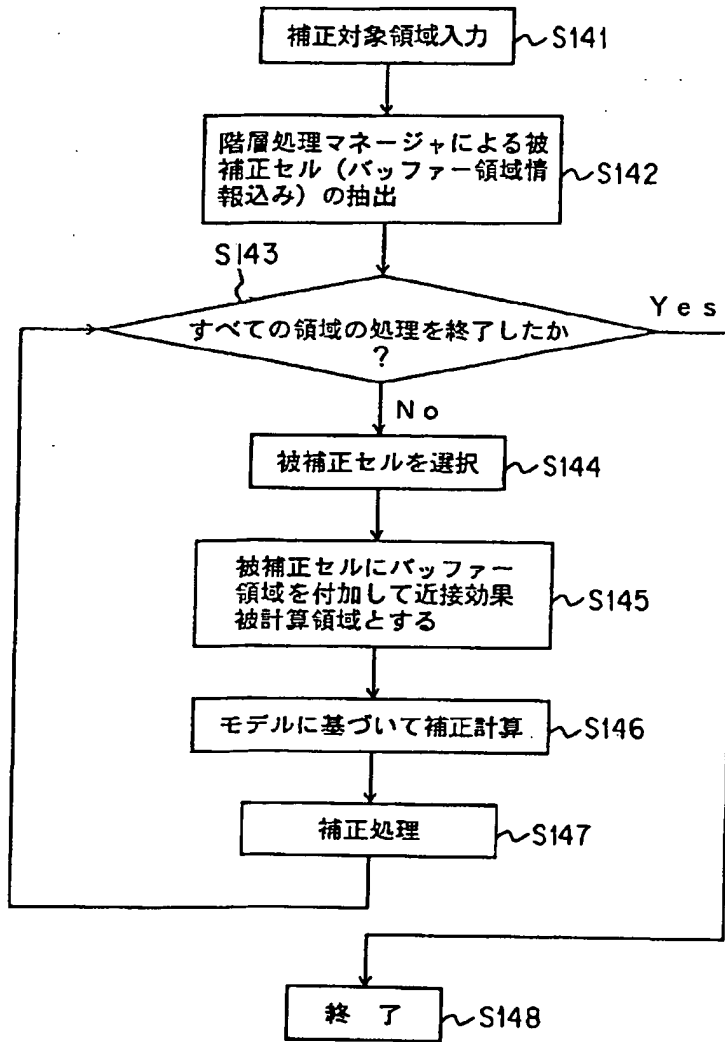 補正対象領域入力
S141
階層処理マネージャによる被
補正セル(バッファー領域情
報込み)の抽出
S142
S143
すべての領域の処理を終了したか
?
Yes
No
被補正セルを選択
S144
被補正セルにバッファー
領域を付加して近接効果
被計算領域とする
S145
モデルに基づいて補正計算
S146
補正処理
S147
終 了
S148